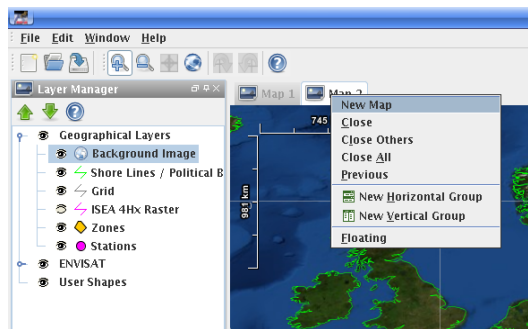 File Edit Window Help
Layer Manager
Map 1
New Map
Close
Close Others
Close All
Previous
New Horizontal Group
New Vertical Group
Floating
745
981 km
Geographical Layers
Background Image
Shore Lines / Political B
Grid
ISEA 4Hx Raster
Zones
Stations
ENVISAT
User Shapes